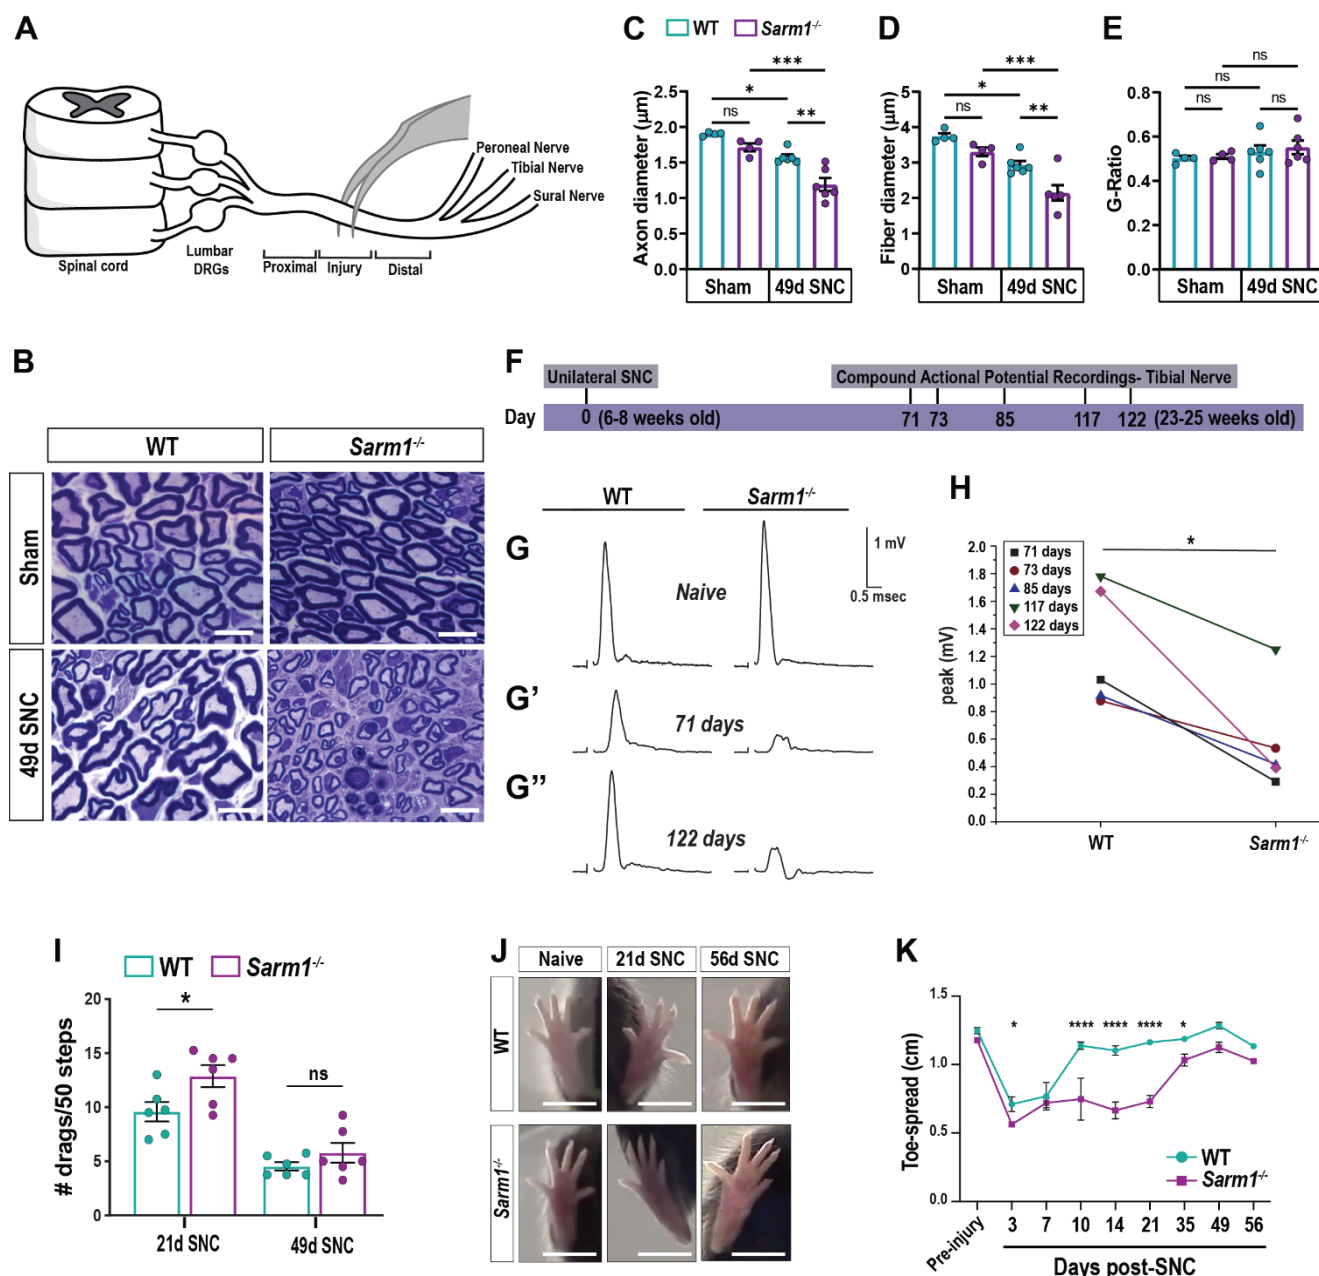 A
Peroneal Nerve
Tibial Nerve
Sural Nerve
Spinal cord
Lumbar
DRGs
Proximal
Injury
Distal
C
WT
Sarm1-/-
***
*
ns
**
Axon diameter (μm)
2.5
2.0
1.5
1.0
0.5
0.0
Sham
49d SNC
D
***
*
ns
**
Fiber diameter (μm)
5
4
3
2
1
0
Sham
49d SNC
E
ns
ns
ns
ns
G-Ratio
0.8
0.6
0.4
0.2
0.0
Sham
49d SNC
B
WT
Sarm1-/-
Sham
49d SNC
F
Unilateral SNC
Compound Actional Potential Recordings- Tibial Nerve
Day
0 (6-8 weeks old)
71 73 85 117 122 (23-25 weeks old)
WT
Sarm1-/-
G
Naive
1 mV
0.5 msec
G'
71 days
G''
122 days
H
*
71 days
73 days
85 days
117 days
122 days
peak (mV)
2.0
1.8
1.6
1.4
1.2
1.0
0.8
0.6
0.4
0.2
0.0
WT
Sarm1-/-
I
WT
Sarm1-/-
*
ns
# drags/50 steps
20
15
10
5
0
21d SNC
49d SNC
J
Naive
21d SNC
56d SNC
WT
Sarm1-/-
K
Toe-spread (cm)
1.5
1.0
0.5
0.0
*
****
****
****
*
WT
Sarm1-/-
Pre-injury
3
7
10
14
21
35
49
56
Days post-SNC